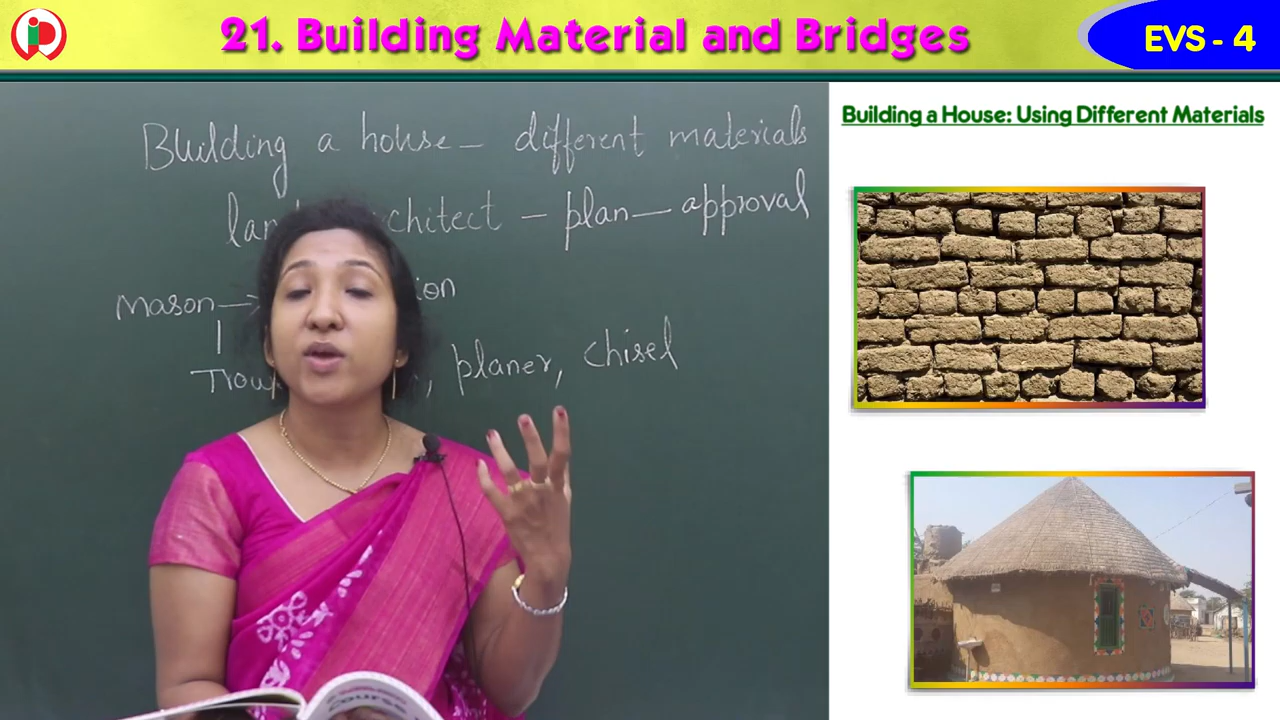 21. Building Material and Bridges
EVS - 4
Building a House: Using Different Materials
Building a house - different materials
chitect - plan - approval
Mason
planer, chisel
Course